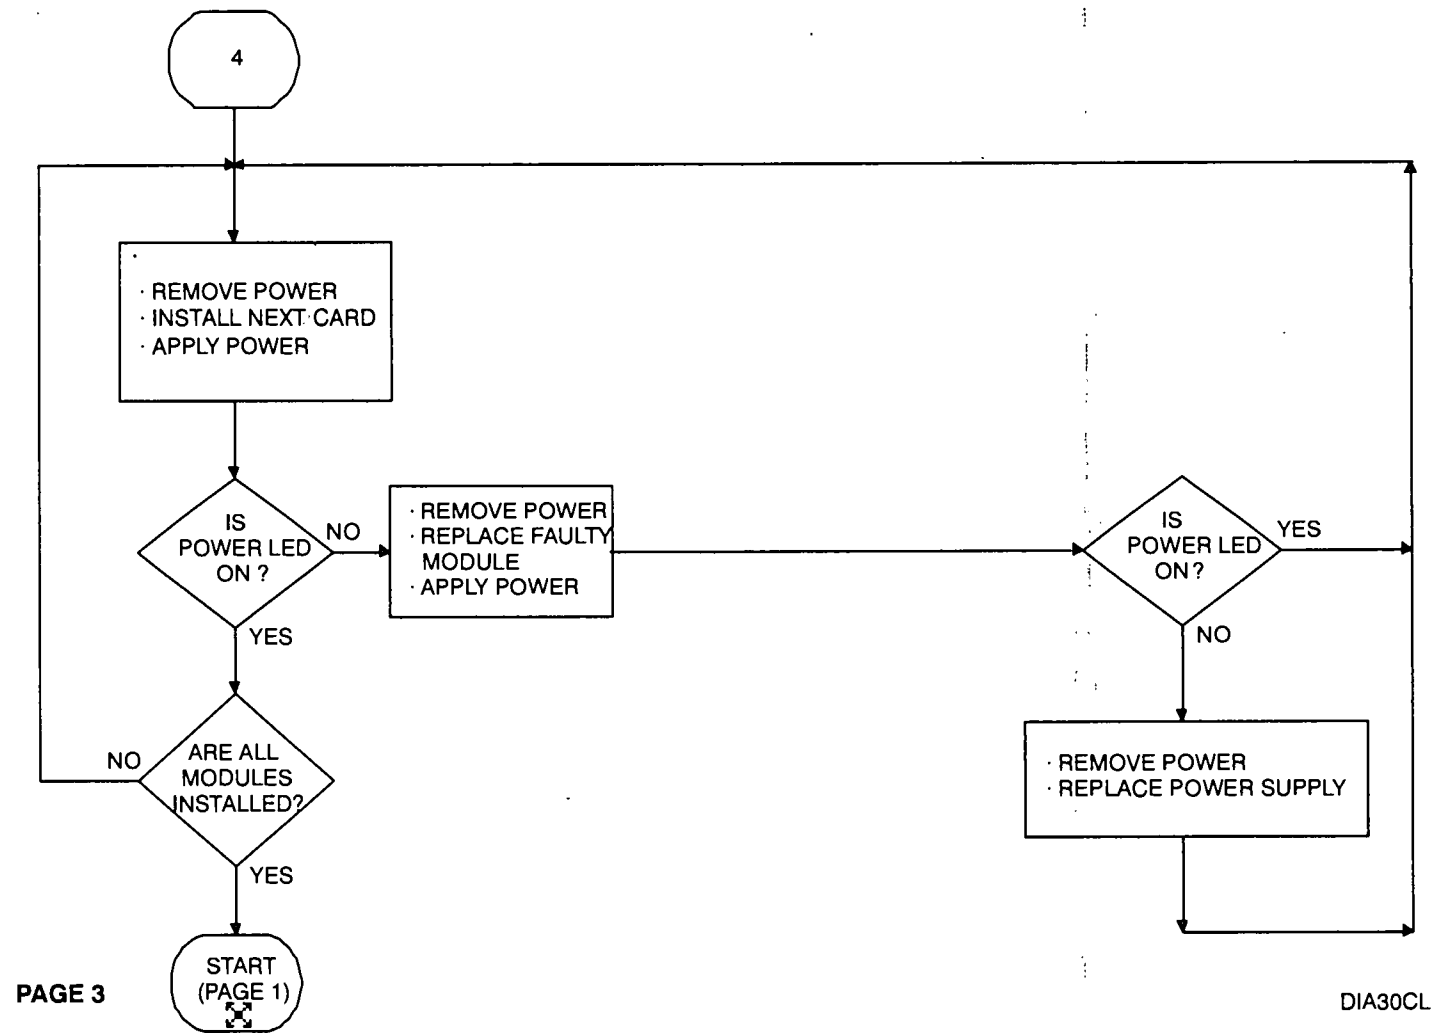 4
· REMOVE POWER
· INSTALL NEXT CARD
· APPLY POWER
IS
POWER LED
ON ?
NO
YES
· REMOVE POWER
· REPLACE FAULTY
MODULE
· APPLY POWER
IS
POWER LED
ON?
YES
NO
· REMOVE POWER
· REPLACE POWER SUPPLY
ARE ALL
MODULES
INSTALLED?
NO
YES
START
(PAGE 1)
PAGE 3
DIA30CL